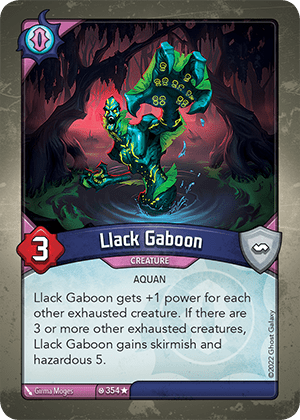 Llack Gaboon
3
CREATURE
AQUAN
Llack Gaboon gets +1 power for each
other exhausted creature. If there are
3 or more other exhausted creatures,
Llack Gaboon gains skirmish and
hazardous 5.
Girma Moges
354★
©2022 Ghost Galaxy